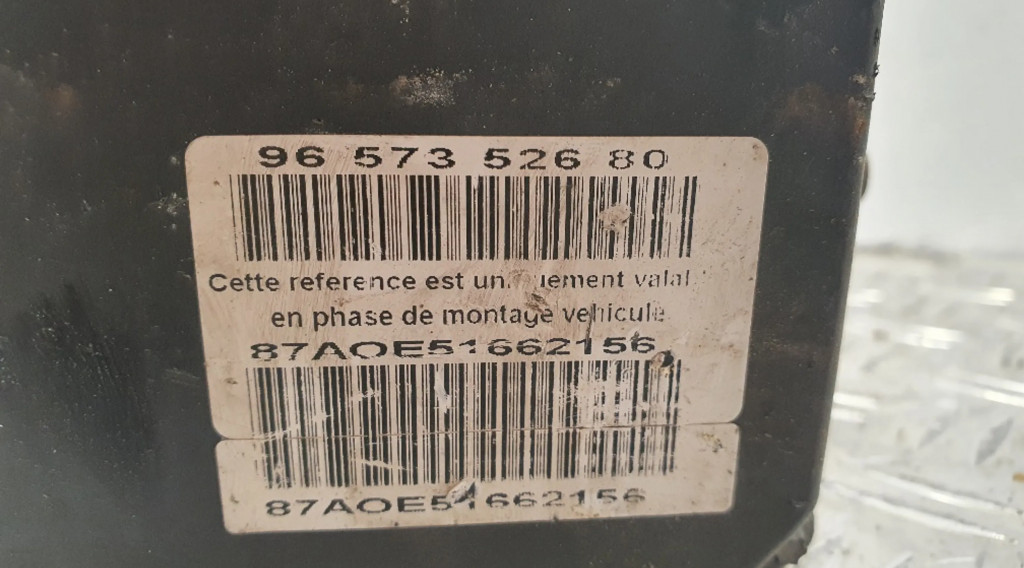 96 573 526 80
Cette reference est
en phase de montage vehicule
87AOE51662156
87AOE51662156